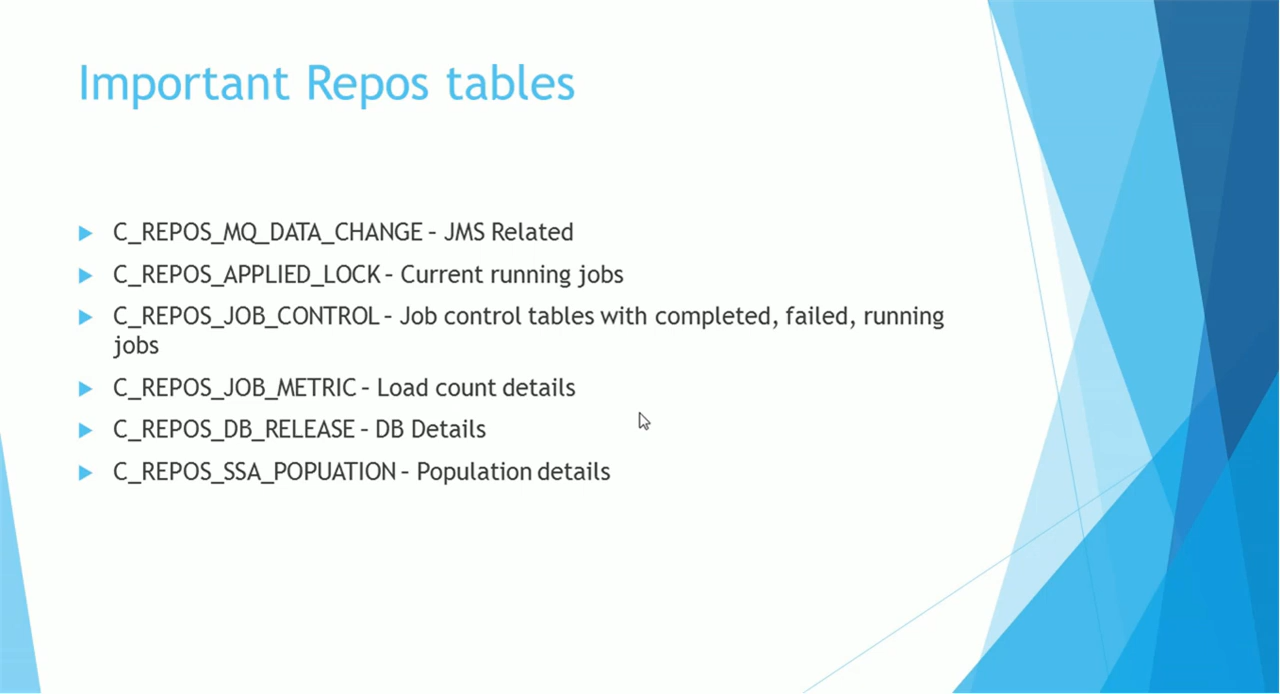 Important Repos tables
C_REPOS_MQ_DATA_CHANGE – JMS Related
C_REPOS_APPLIED_LOCK – Current running jobs
C_REPOS_JOB_CONTROL – Job control tables with completed, failed, running
jobs
C_REPOS_JOB_METRIC – Load count details
C_REPOS_DB_RELEASE – DB Details
C_REPOS_SSA_POPUATION – Population details